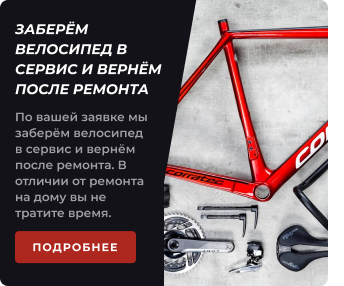 ЗАБЕРЁМ
ВЕЛОСИПЕД В
СЕРВИС И ВЕРНЁМ
ПОСЛЕ РЕМОНТА
По вашей заявке мы
заберём велосипед
в сервис и вернём
после ремонта. В
отличии от ремонта
на дому вы не
тратите время.
ПОДРОБНЕЕ
corratec